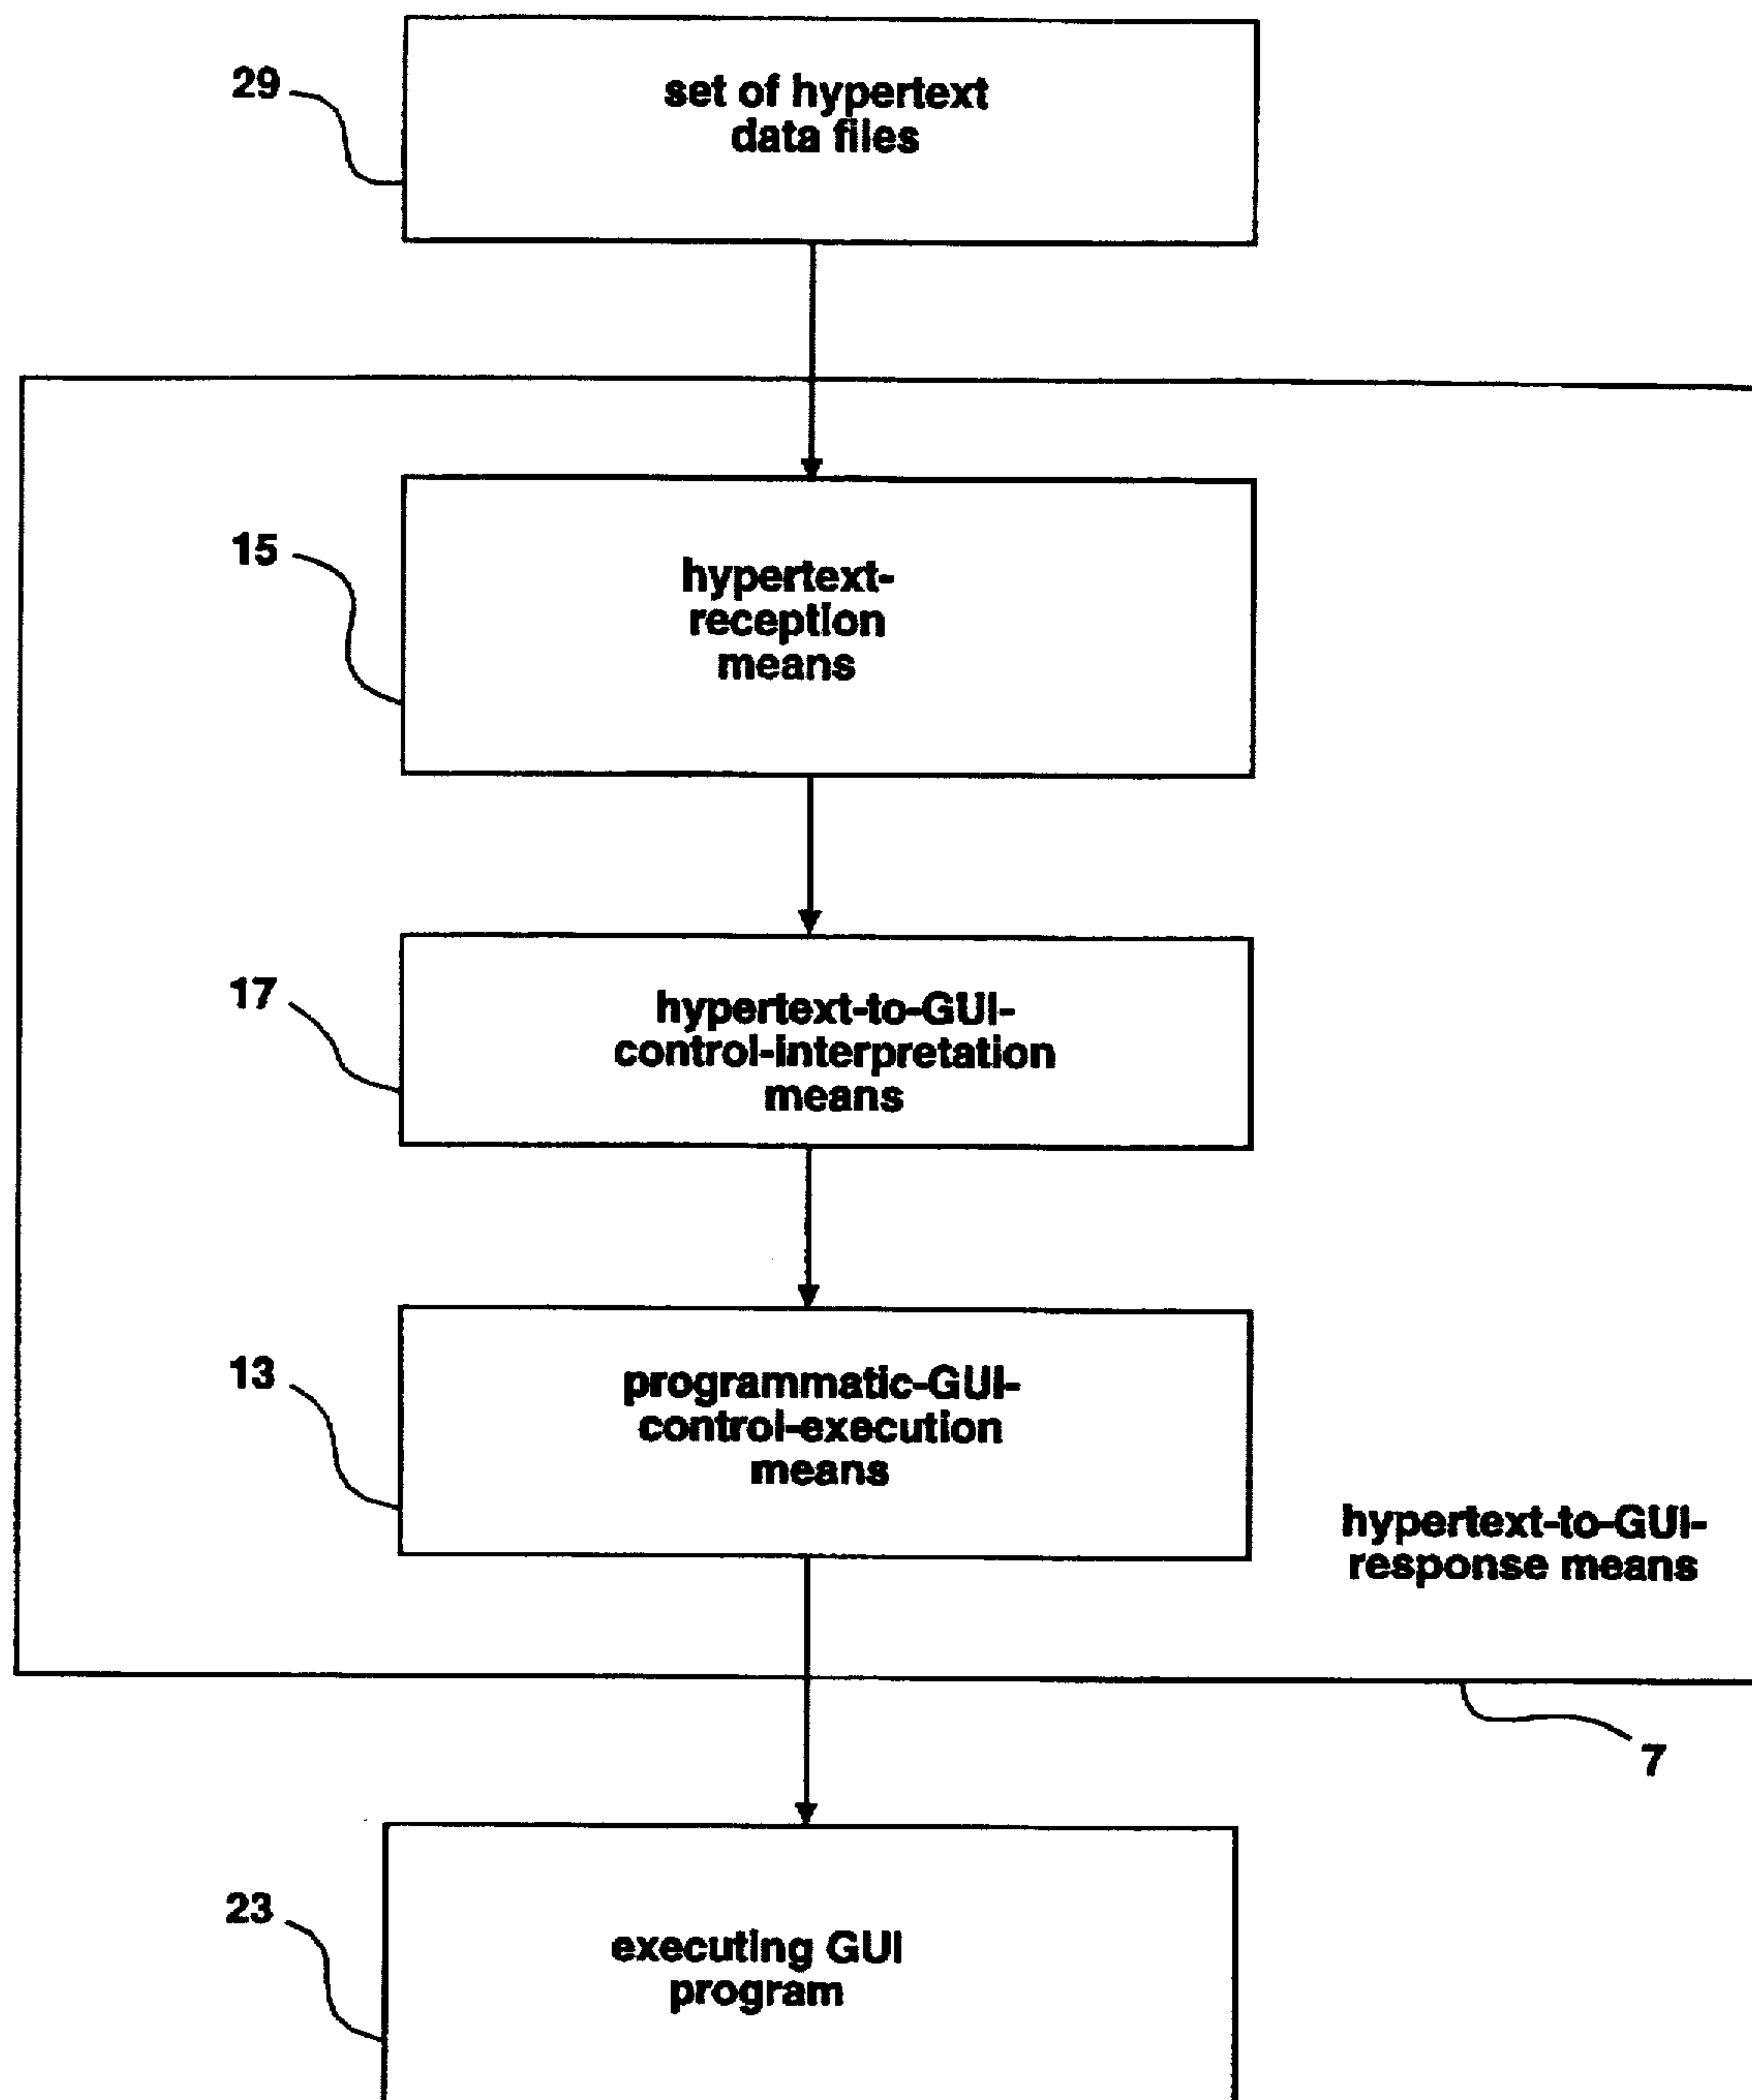 29
set of hypertext
data files
15
hypertext-
reception
means
17
hypertext-to-GUI-
control-interpretation
means
13
programmatic-GUI-
control-execution
means
hypertext-to-GUI-
response means
7
23
executing GUI
program